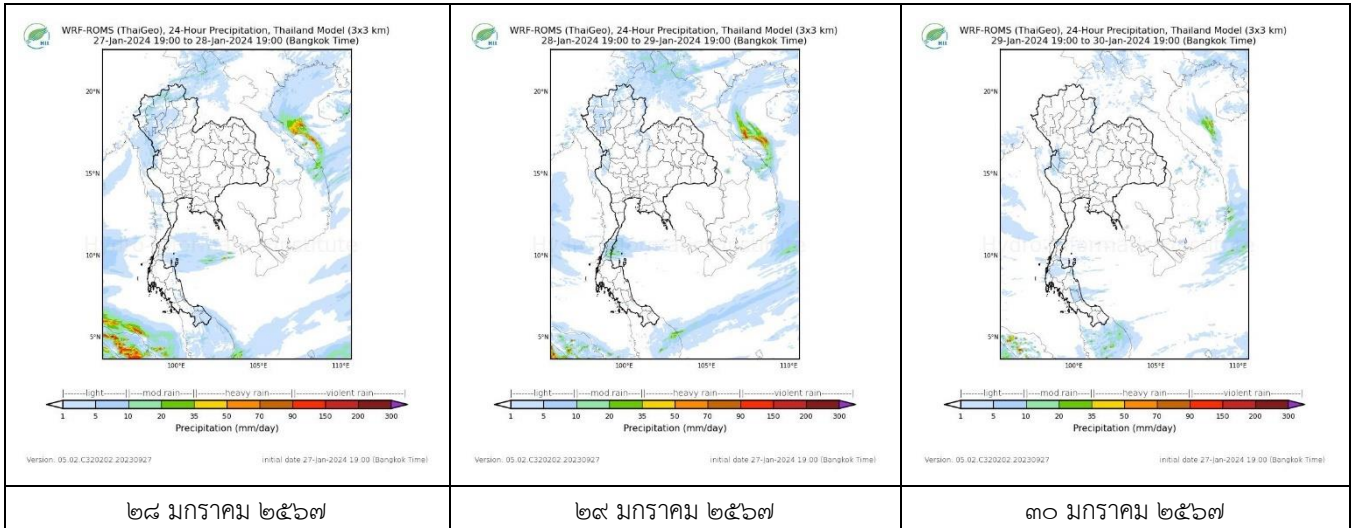 WRF-ROMS (ThaiGeo), 24-Hour Precipitation, Thailand Model (3x3 km)
27-Jan-2024 19:00 to 28-Jan-2024 19:00 (Bangkok Time)
20°N
15°N
10°N
5°N
100°E 105°E 110°E
light mod rain heavy rain violent rain
1 5 10 20 35 50 70 90 150 200 300
Precipitation (mm/day)
Version: 05.02.C320202.20230927 initial date 27-Jan-2024 19:00 (Bangkok Time)
๒๘ มกราคม ๒๕๖๗
WRF-ROMS (ThaiGeo), 24-Hour Precipitation, Thailand Model (3x3 km)
28-Jan-2024 19:00 to 29-Jan-2024 19:00 (Bangkok Time)
20°N
15°N
10°N
5°N
100°E 105°E 110°E
light mod rain heavy rain violent rain
1 5 10 20 35 50 70 90 150 200 300
Precipitation (mm/day)
Version: 05.02.C320202.20230927 initial date 27-Jan-2024 19:00 (Bangkok Time)
๒๙ มกราคม ๒๕๖๗
WRF-ROMS (ThaiGeo), 24-Hour Precipitation, Thailand Model (3x3 km)
29-Jan-2024 19:00 to 30-Jan-2024 19:00 (Bangkok Time)
20°N
15°N
10°N
5°N
100°E 105°E 110°E
light mod rain heavy rain violent rain
1 5 10 20 35 50 70 90 150 200 300
Precipitation (mm/day)
Version: 05.02.C320202.20230927 initial date 27-Jan-2024 19:00 (Bangkok Time)
๓๐ มกราคม ๒๕๖๗